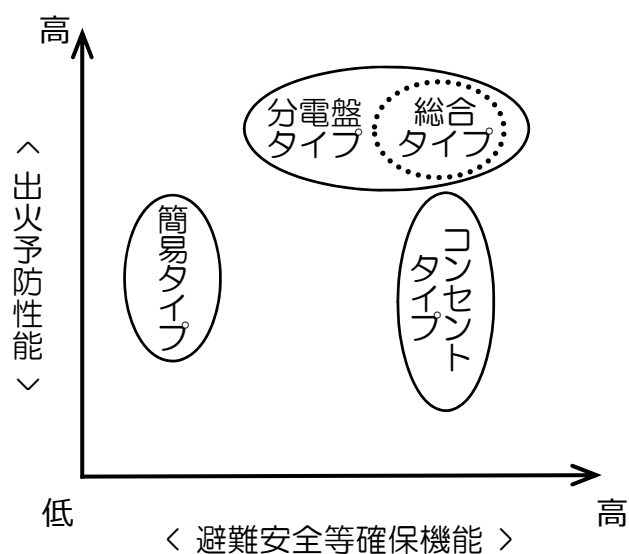 高
分電盤
タイプ
総合
タイプ
＜ 出火予防性能 ＞
簡易タイプ
コンセント
タイプ
低
高
＜ 避難安全等確保機能 ＞